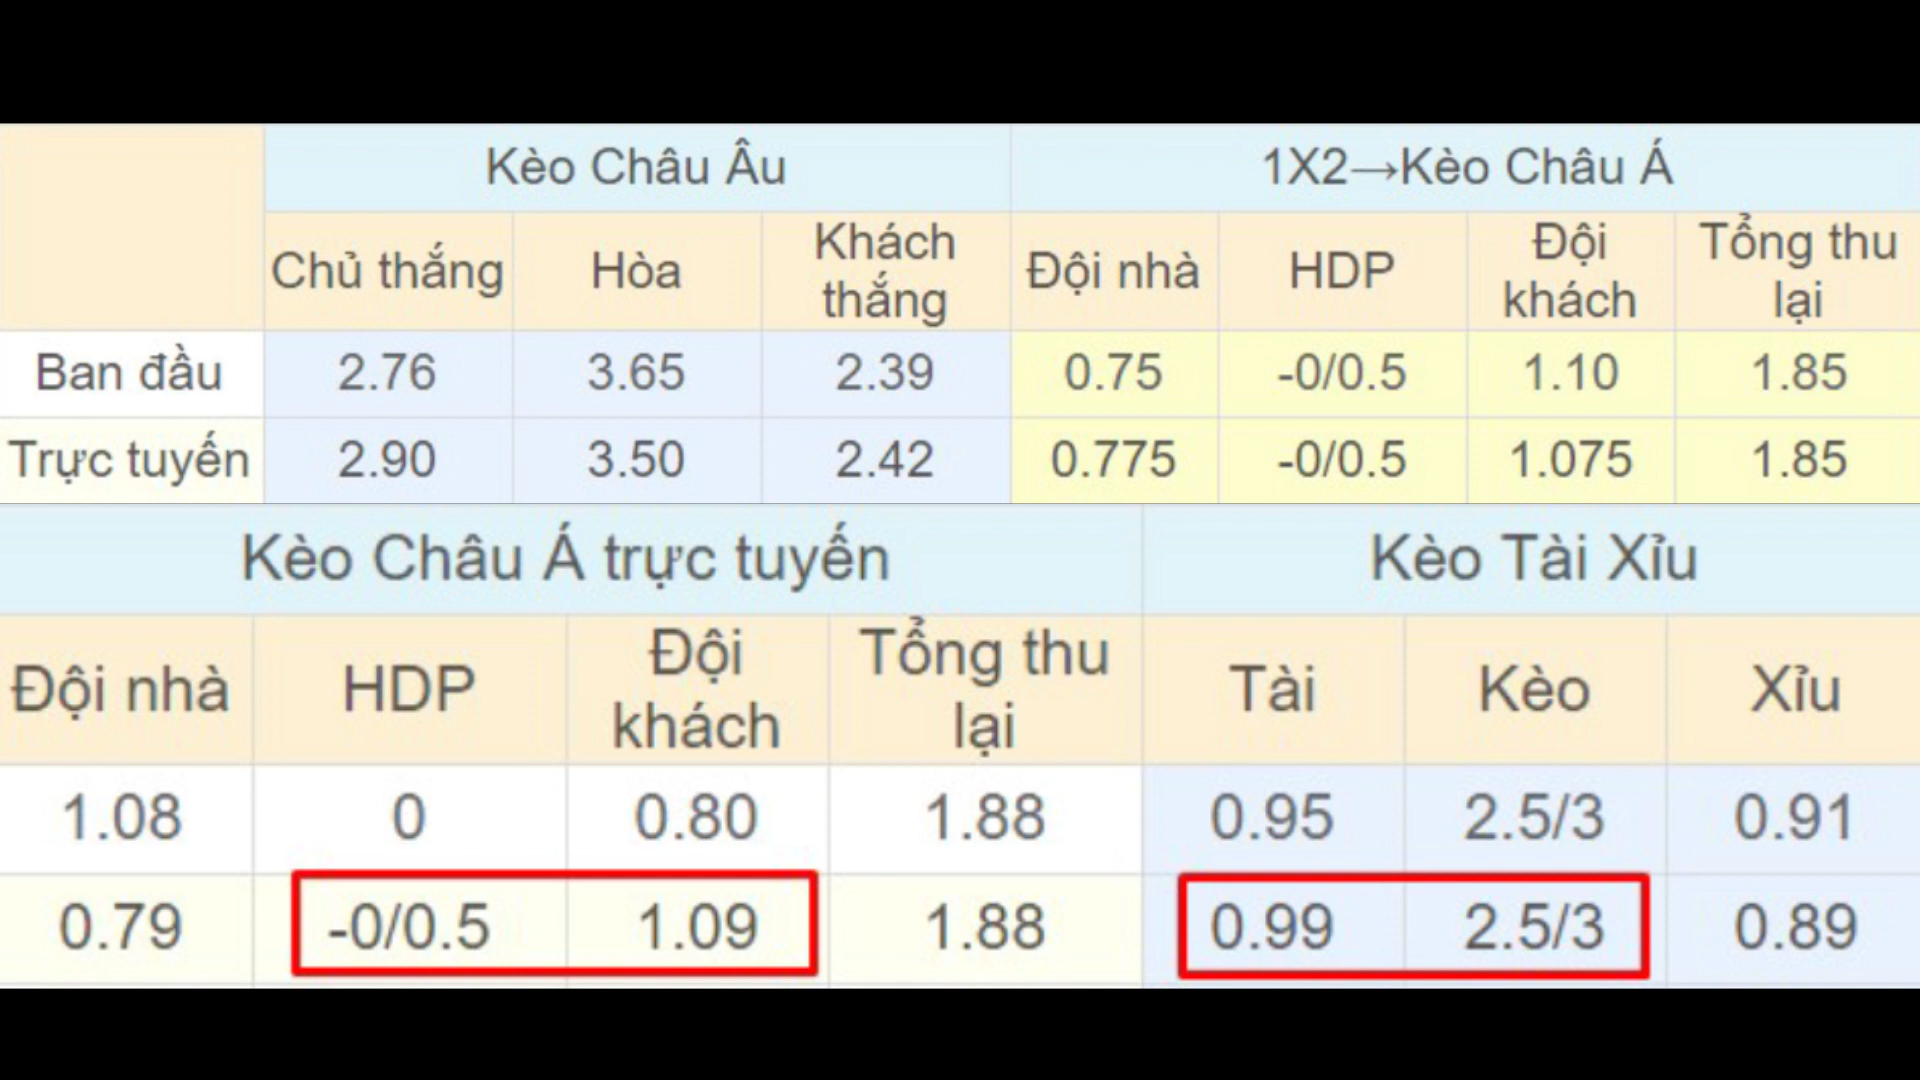 Kèo Châu Âu 1X2→Kèo Châu Á
Chủ thắng Hòa Khách thắng Đội nhà HDP Đội khách Tổng thu lại
Ban đầu 2.76 3.65 2.39 0.75 -0/0.5 1.10 1.85
Trực tuyến 2.90 3.50 2.42 0.775 -0/0.5 1.075 1.85
Kèo Châu Á trực tuyến Kèo Tài Xỉu
Đội nhà HDP Đội khách Tổng thu lại Tài Kèo Xỉu
1.08 0 0.80 1.88 0.95 2.5/3 0.91
0.79 -0/0.5 1.09 1.88 0.99 2.5/3 0.89